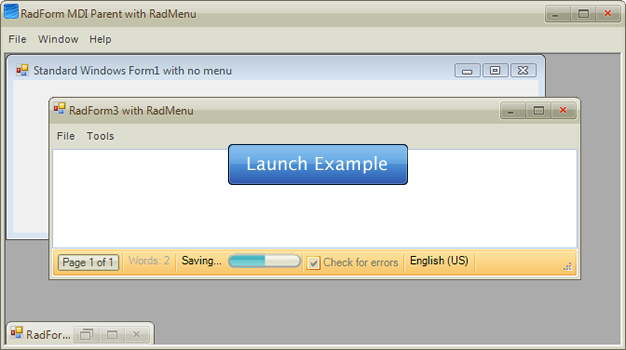 RadForm MDI Parent with RadMenu
File Window Help
Standard Windows Form1 with no menu
RadForm3 with RadMenu
File Tools
Launch Example
Page 1 of 1 Words: 2 Saving... Check for errors English (US)
RadFor...